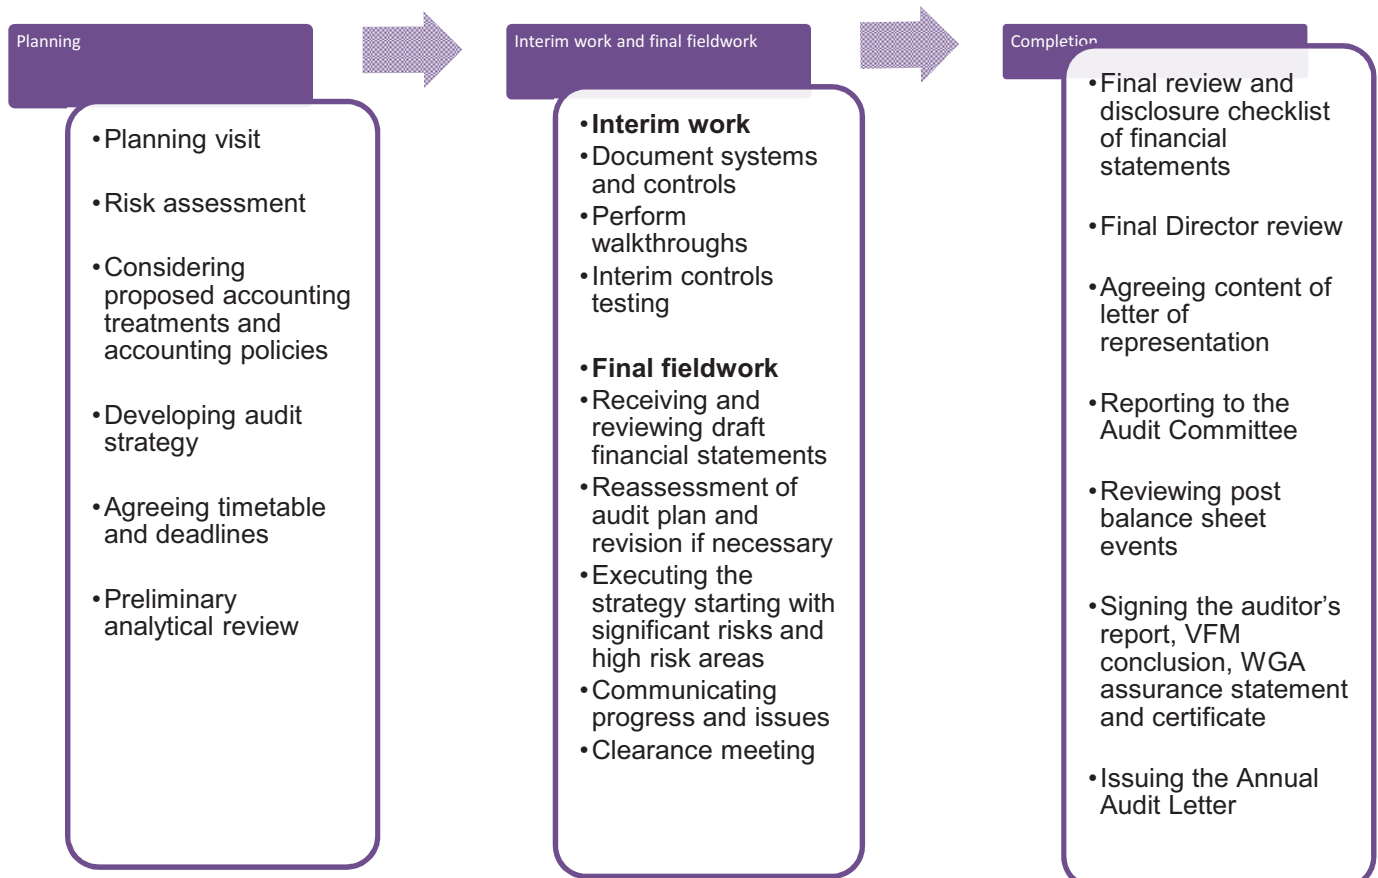 Planning
•Planning visit
•Risk assessment
•Considering
proposed accounting
treatments and
accounting policies
•Developing audit
strategy
•Agreeing timetable
and deadlines
•Preliminary
analytical review
Interim work and final fieldwork
•Interim work
•Document systems
and controls
•Perform
walkthroughs
•Interim controls
testing
•Final fieldwork
•Receiving and
reviewing draft
financial statements
•Reassessment of
audit plan and
revision if necessary
•Executing the
strategy starting with
significant risks and
high risk areas
•Communicating
progress and issues
•Clearance meeting
Completion
•Final review and
disclosure checklist
of financial
statements
•Final Director review
•Agreeing content of
letter of
representation
•Reporting to the
Audit Committee
•Reviewing post
balance sheet
events
•Signing the auditor’s
report, VFM
conclusion, WGA
assurance statement
and certificate
•Issuing the Annual
Audit Letter